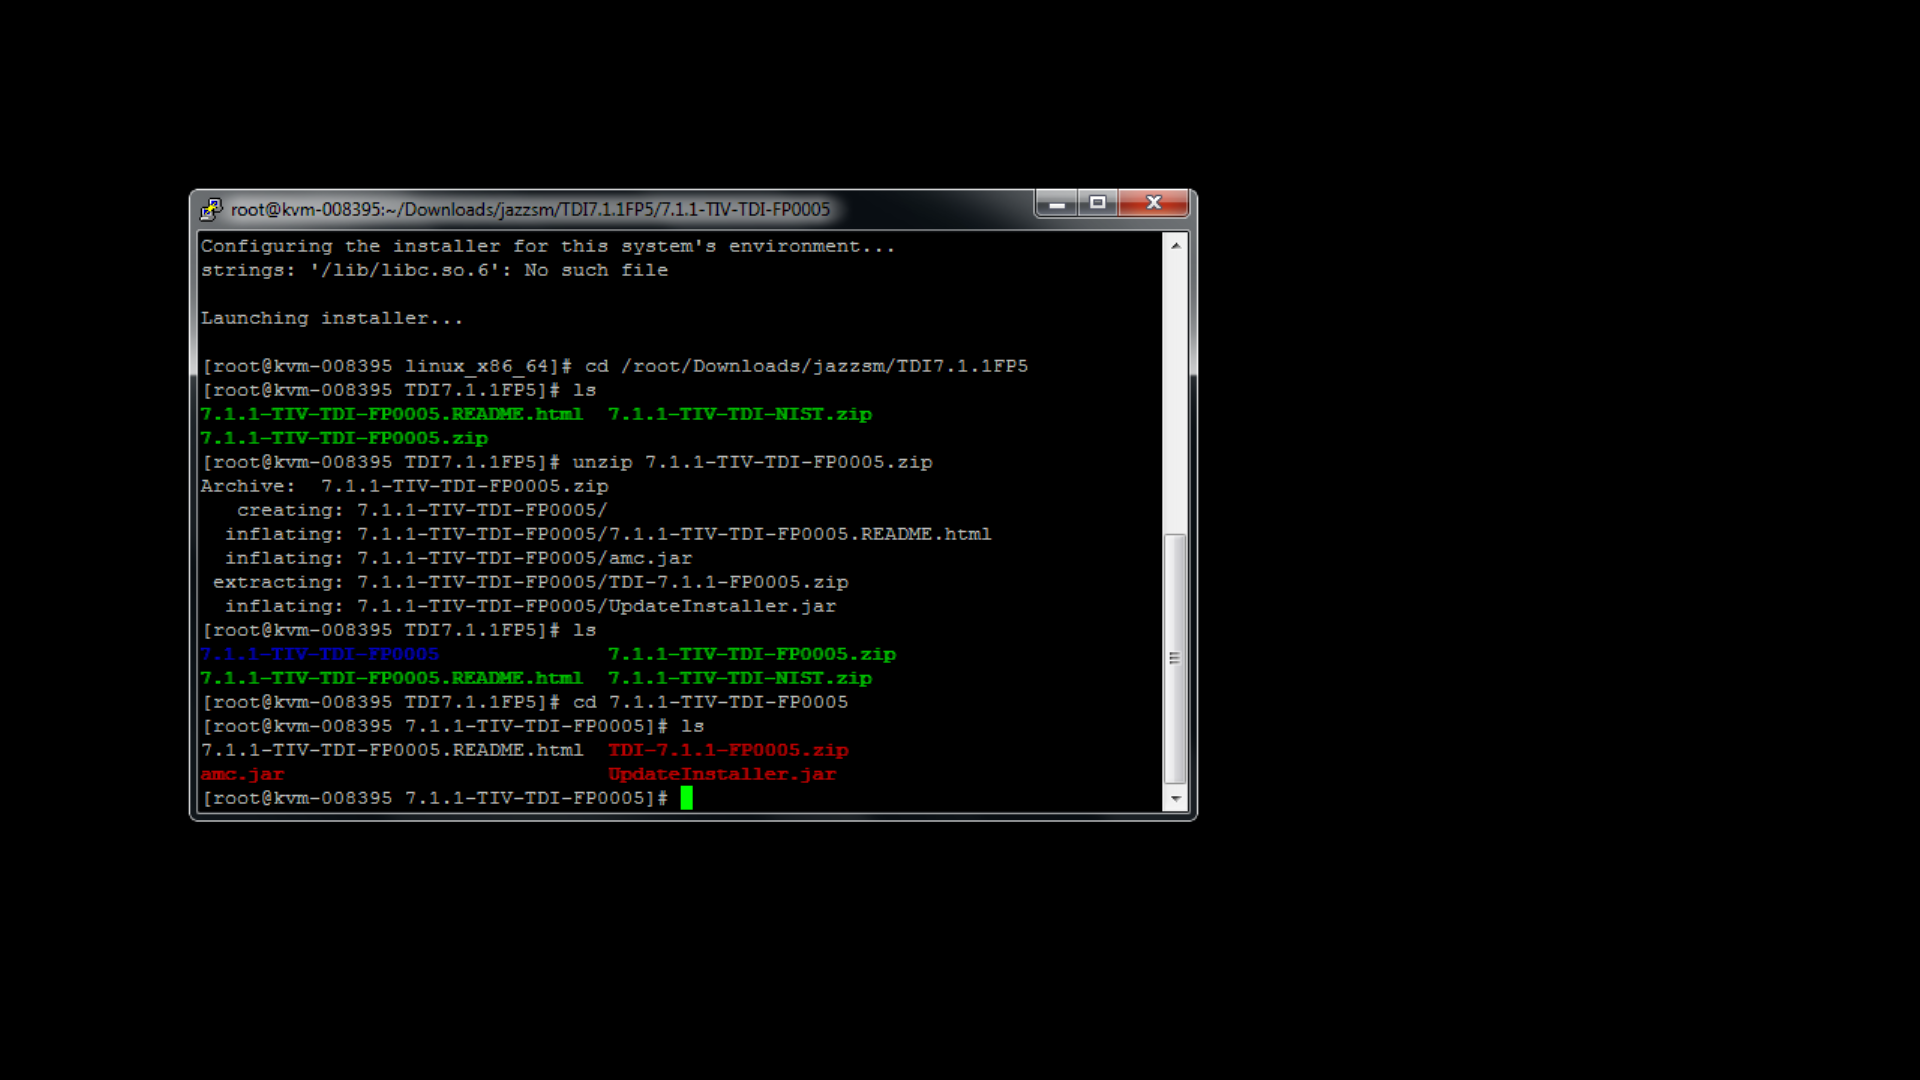 root@kvm-008395:~/Downloads/jazzsm/TDI7.1.1FP5/7.1.1-TIV-TDI-FP0005
Configuring the installer for this system's environment...
strings: '/lib/libc.so.6': No such file
Launching installer...
[root@kvm-008395 linux_x86_64]# cd /root/Downloads/jazzsm/TDI7.1.1FP5
[root@kvm-008395 TDI7.1.1FP5]# ls
7.1.1-TIV-TDI-FP0005.README.html  7.1.1-TIV-TDI-NIST.zip
7.1.1-TIV-TDI-FP0005.zip
[root@kvm-008395 TDI7.1.1FP5]# unzip 7.1.1-TIV-TDI-FP0005.zip
Archive:  7.1.1-TIV-TDI-FP0005.zip
   creating: 7.1.1-TIV-TDI-FP0005/
  inflating: 7.1.1-TIV-TDI-FP0005/7.1.1-TIV-TDI-FP0005.README.html
  inflating: 7.1.1-TIV-TDI-FP0005/amc.jar
 extracting: 7.1.1-TIV-TDI-FP0005/TDI-7.1.1-FP0005.zip
  inflating: 7.1.1-TIV-TDI-FP0005/UpdateInstaller.jar
[root@kvm-008395 TDI7.1.1FP5]# ls
7.1.1-TIV-TDI-FP0005              7.1.1-TIV-TDI-FP0005.zip
7.1.1-TIV-TDI-FP0005.README.html  7.1.1-TIV-TDI-NIST.zip
[root@kvm-008395 TDI7.1.1FP5]# cd 7.1.1-TIV-TDI-FP0005
[root@kvm-008395 7.1.1-TIV-TDI-FP0005]# ls
7.1.1-TIV-TDI-FP0005.README.html  TDI-7.1.1-FP0005.zip
amc.jar                           UpdateInstaller.jar
[root@kvm-008395 7.1.1-TIV-TDI-FP0005]#